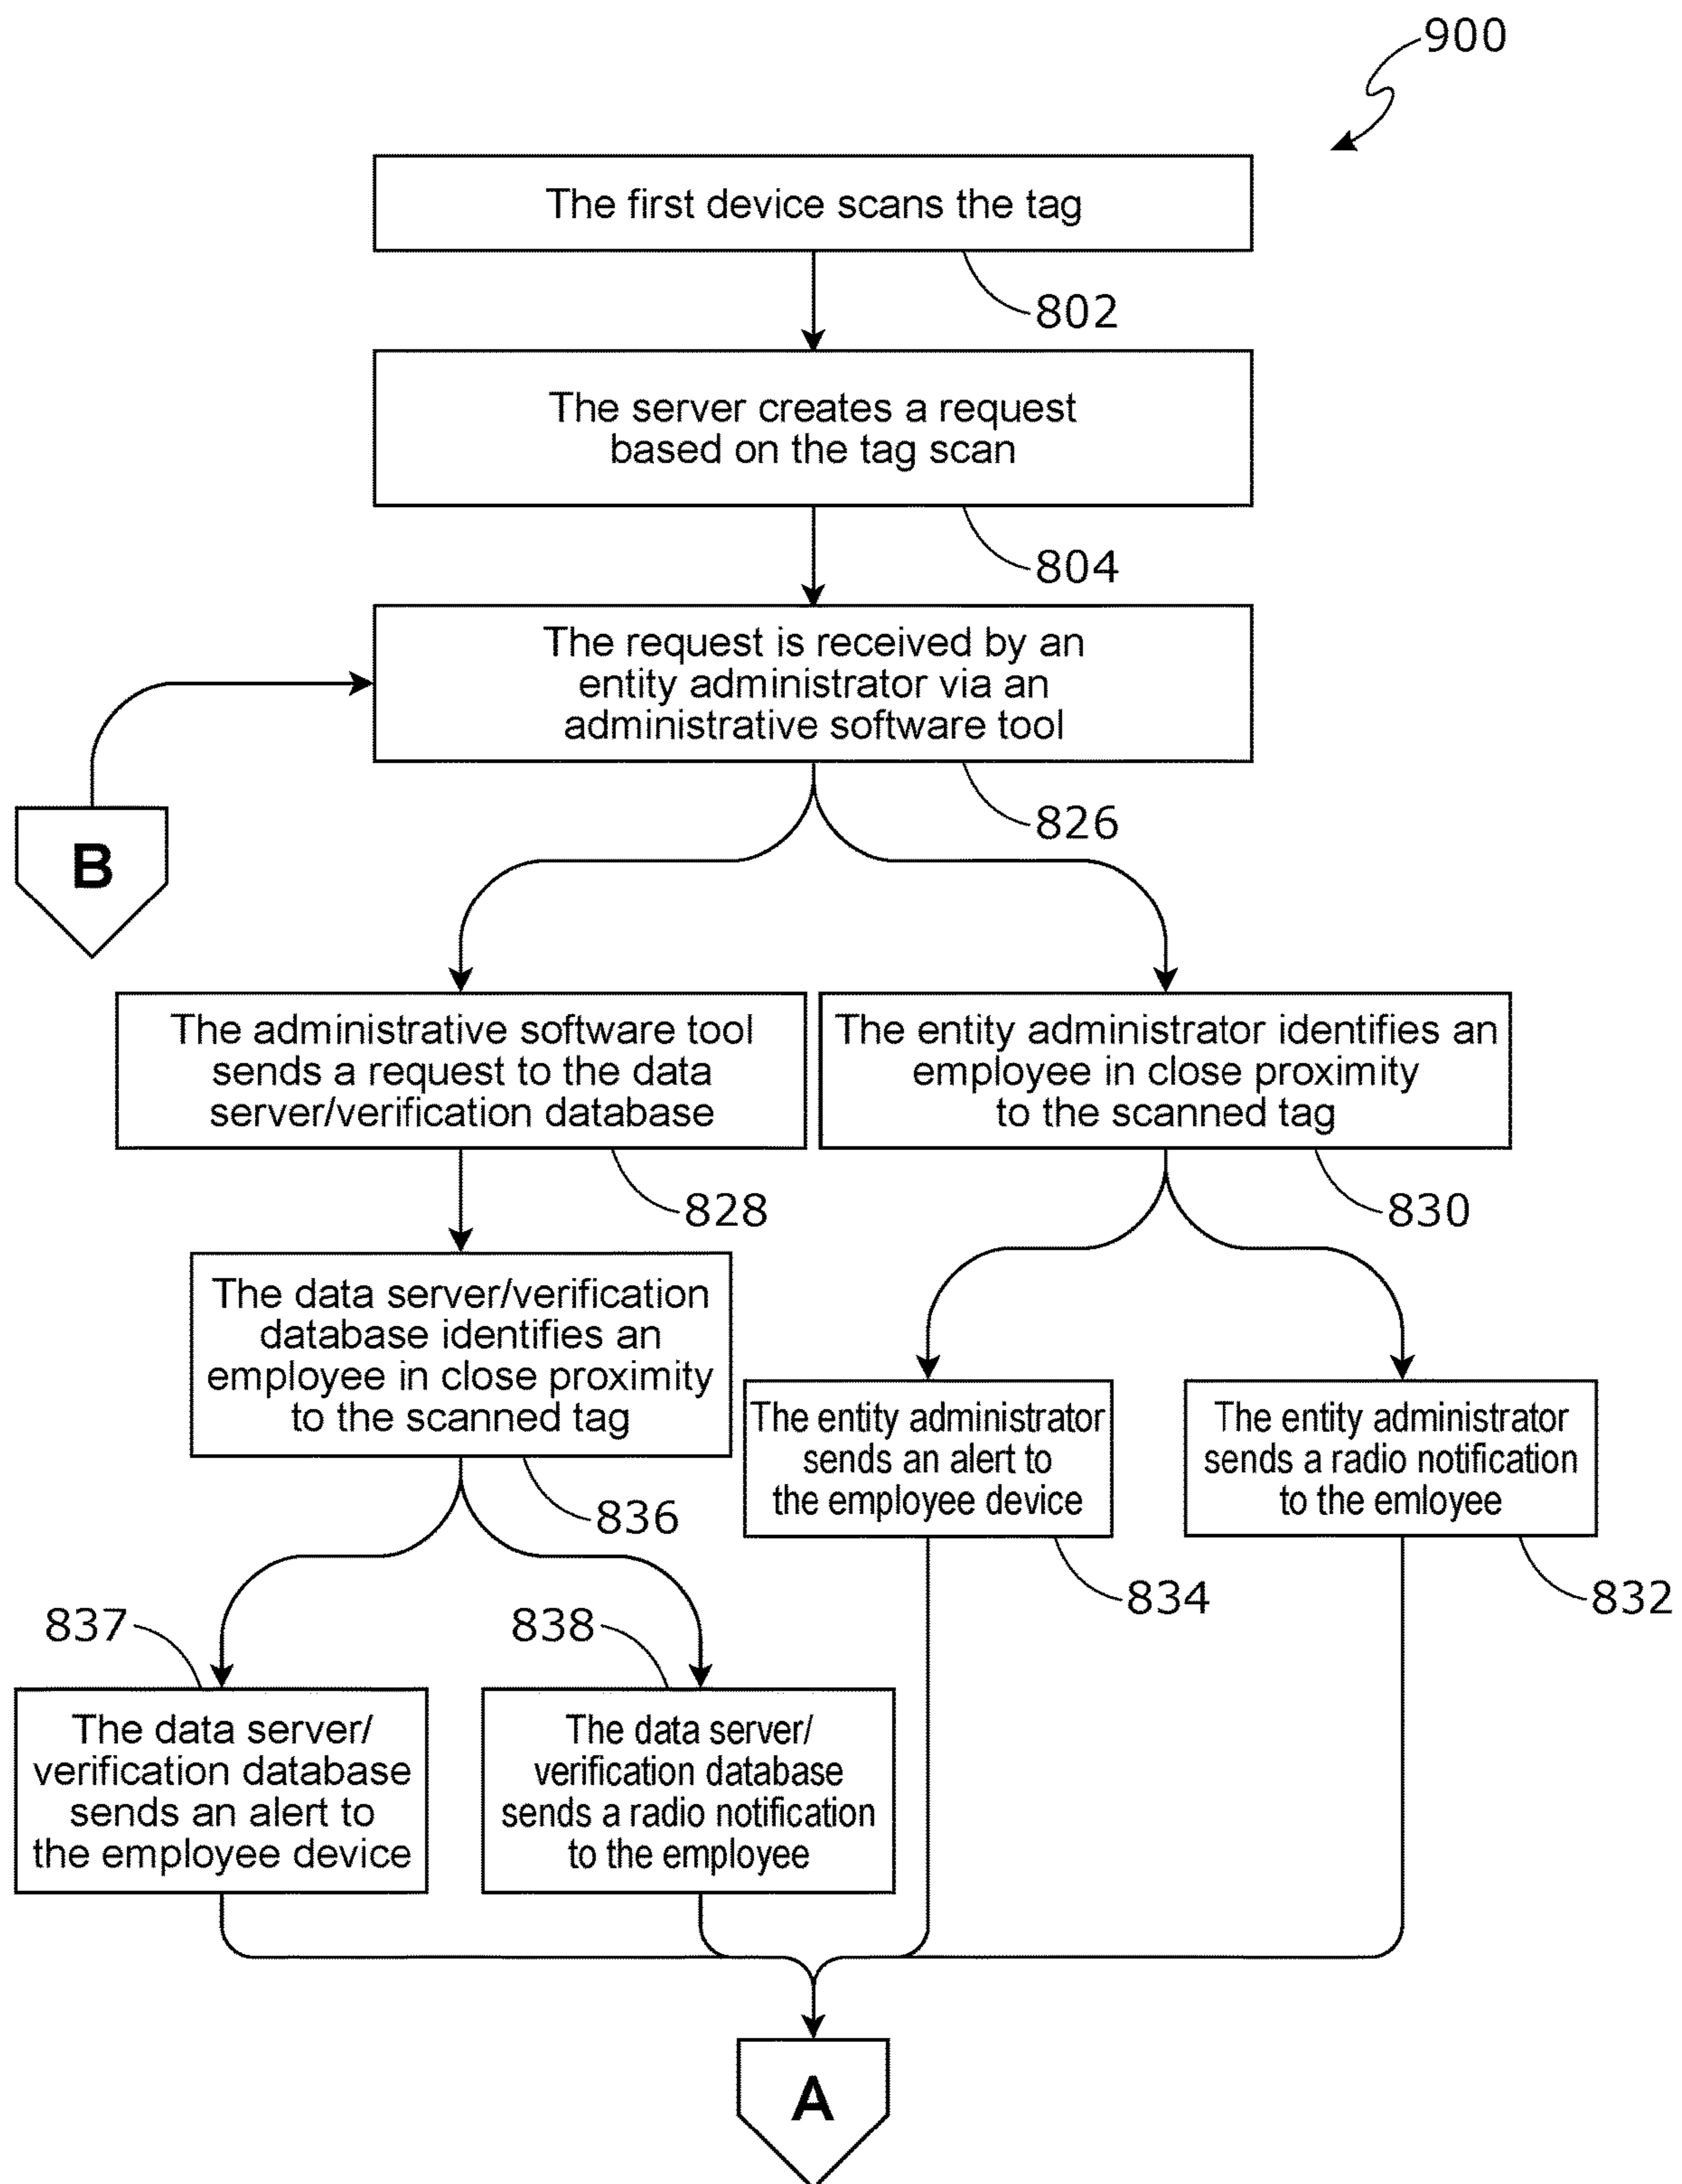 900
The first device scans the tag
802
The server creates a request
based on the tag scan
804
The request is received by an
entity administrator via an
administrative software tool
826
B
The administrative software tool
sends a request to the data
server/verification database
828
The entity administrator identifies an
employee in close proximity
to the scanned tag
830
The data server/verification
database identifies an
employee in close proximity
to the scanned tag
836
The entity administrator
sends an alert to
the employee device
834
The entity administrator
sends a radio notification
to the emloyee
832
837
The data server/
verification database
sends an alert to
the employee device
838
The data server/
verification database
sends a radio notification
to the employee
A